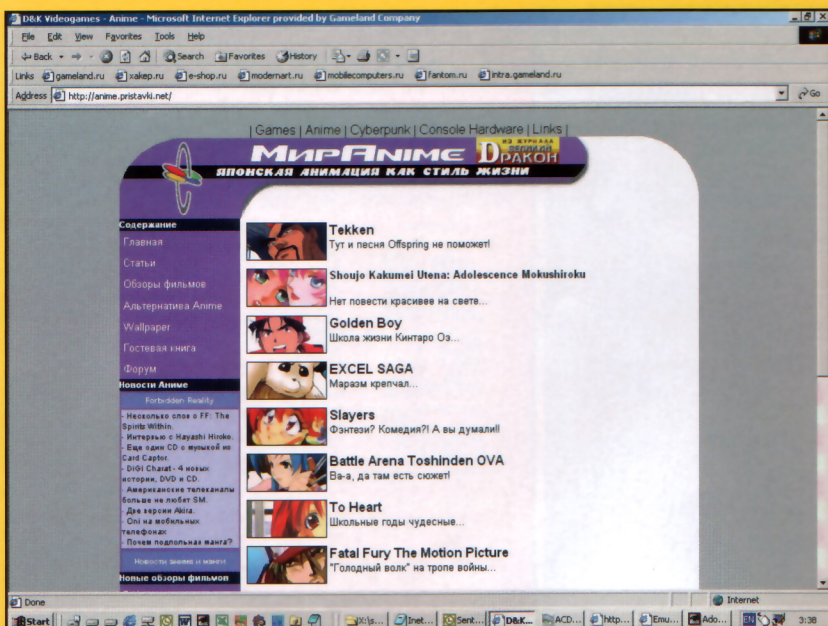 D&K Videogames - Anime - Microsoft Internet Explorer provided by Gameland Company
File Edit View Favorites Tools Help
Back Search Favorites History
Links gameland.ru xakep.ru e-shop.ru modernart.ru mobilecomputers.ru fantom.ru intra.gameland.ru
Address http://anime.pristavki.net/ Go
| Games | Anime | Cyberpunk | Console Hardware | Links |
МирAnime
ИЗ ЖУРНАЛА
ВЕЛИКИЙ
ДРАКОН
ЯПОНСКАЯ АНИМАЦИЯ КАК СТИЛЬ ЖИЗНИ
Содержание
Главная
Статьи
Обзоры фильмов
Альтернатива Anime
Wallpaper
Гостевая книга
Форум
Новости Аниме
Forbidden Reality
- Несколько слов о FF: The
Spirits Within.
- Интервью с Hayashi Hiroko.
- Еще один CD с музыкой из
Card Captor.
- DiGi Charat - 4 новых
истории, DVD и CD.
- Американские телеканалы
больше не любят SM.
- Две версии Akira.
- Oni на мобильных
телефонах
- Почем подпольная манга?
Новости аниме и манги
Новые обзоры фильмов
Tekken
Тут и песня Offspring не поможет!
Shoujo Kakumei Utena: Adolescence Mokushiroku
Нет повести красивее на свете...
Golden Boy
Школа жизни Кинтаро Оэ...
EXCEL SAGA
Маразм крепчал...
Slayers
Фэнтези? Комедия?! А вы думали!!
Battle Arena Toshinden OVA
Ва-а, да там есть сюжет!
To Heart
Школьные годы чудесные...
Fatal Fury The Motion Picture
"Голодный волк" на тропе войны...
Done Internet
Start X:\s... Inet... Sent... D&K... ACD... http... Emu... Ado... EN 3:38